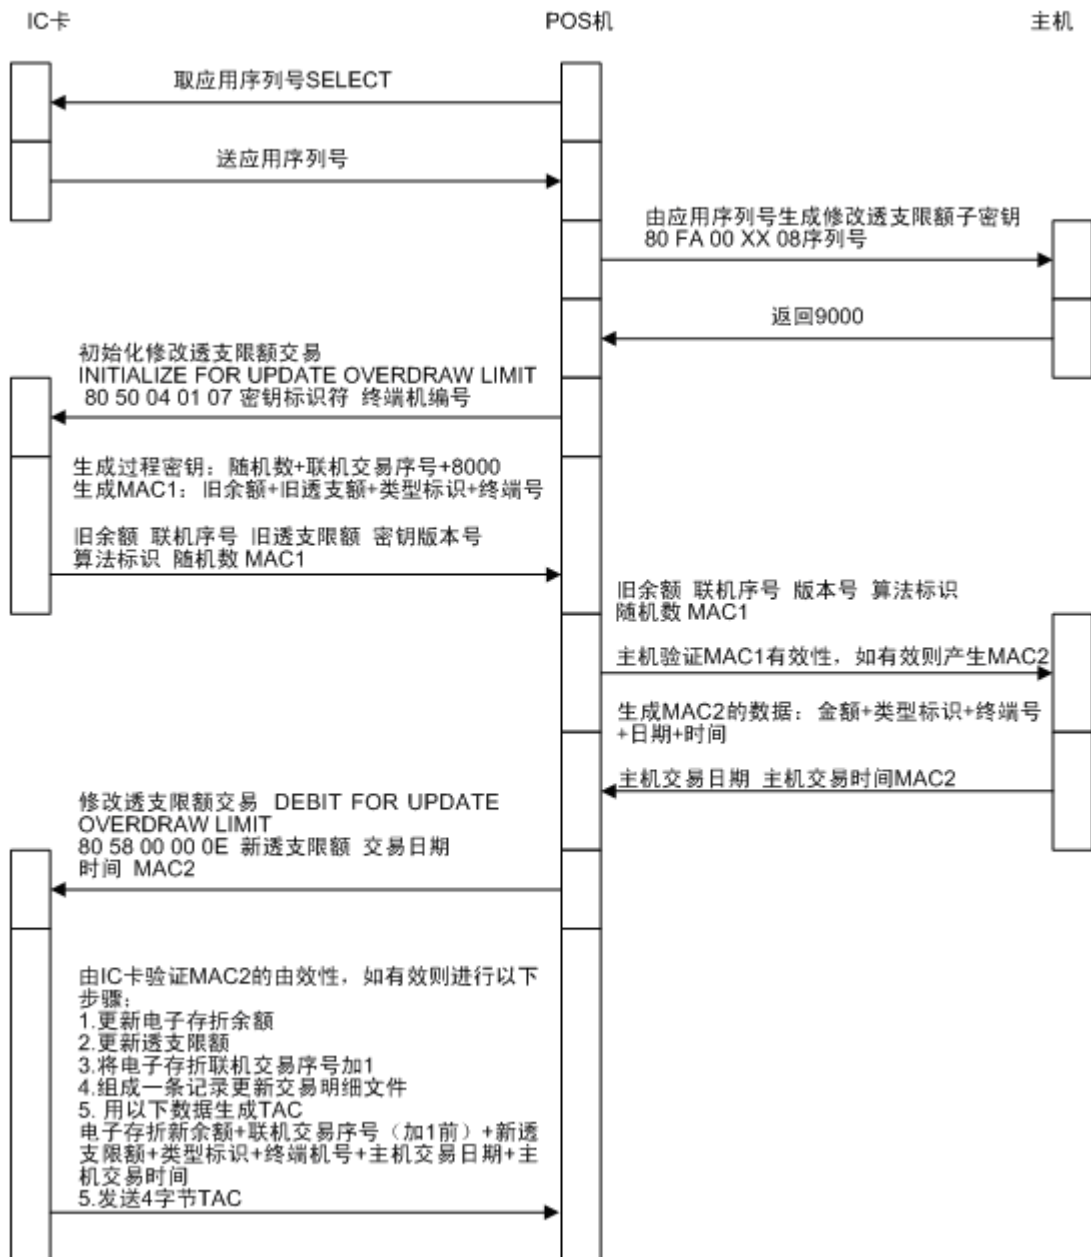 IC卡
POS机
主机
取应用序列号SELECT
送应用序列号
由应用序列号生成修改透支限额子密钥
80 FA 00 XX 08序列号
返回9000
初始化修改透支限额交易
INITIALIZE FOR UPDATE OVERDRAW LIMIT
80 50 04 01 07 密钥标识符 终端机编号
生成过程密钥：随机数+联机交易序号+8000
生成MAC1：旧余额+旧透支额+类型标识+终端号
旧余额 联机序号 旧透支限额 密钥版本号
算法标识 随机数 MAC1
旧余额 联机序号 版本号 算法标识
随机数 MAC1
主机验证MAC1有效性，如有效则产生MAC2
生成MAC2的数据：金额+类型标识+终端号
+日期+时间
主机交易日期 主机交易时间MAC2
修改透支限额交易 DEBIT FOR UPDATE
OVERDRAW LIMIT
80 58 00 00 0E 新透支限额 交易日期
时间 MAC2
由IC卡验证MAC2的由效性，如有效则进行以下
步骤：
1.更新电子存折余额
2.更新透支限额
3.将电子存折联机交易序号加1
4.组成一条记录更新交易明细文件
5. 用以下数据生成TAC
电子存折新余额+联机交易序号（加1前）+新透
支限额+类型标识+终端机号+主机交易日期+主
机交易时间
5.发送4字节TAC